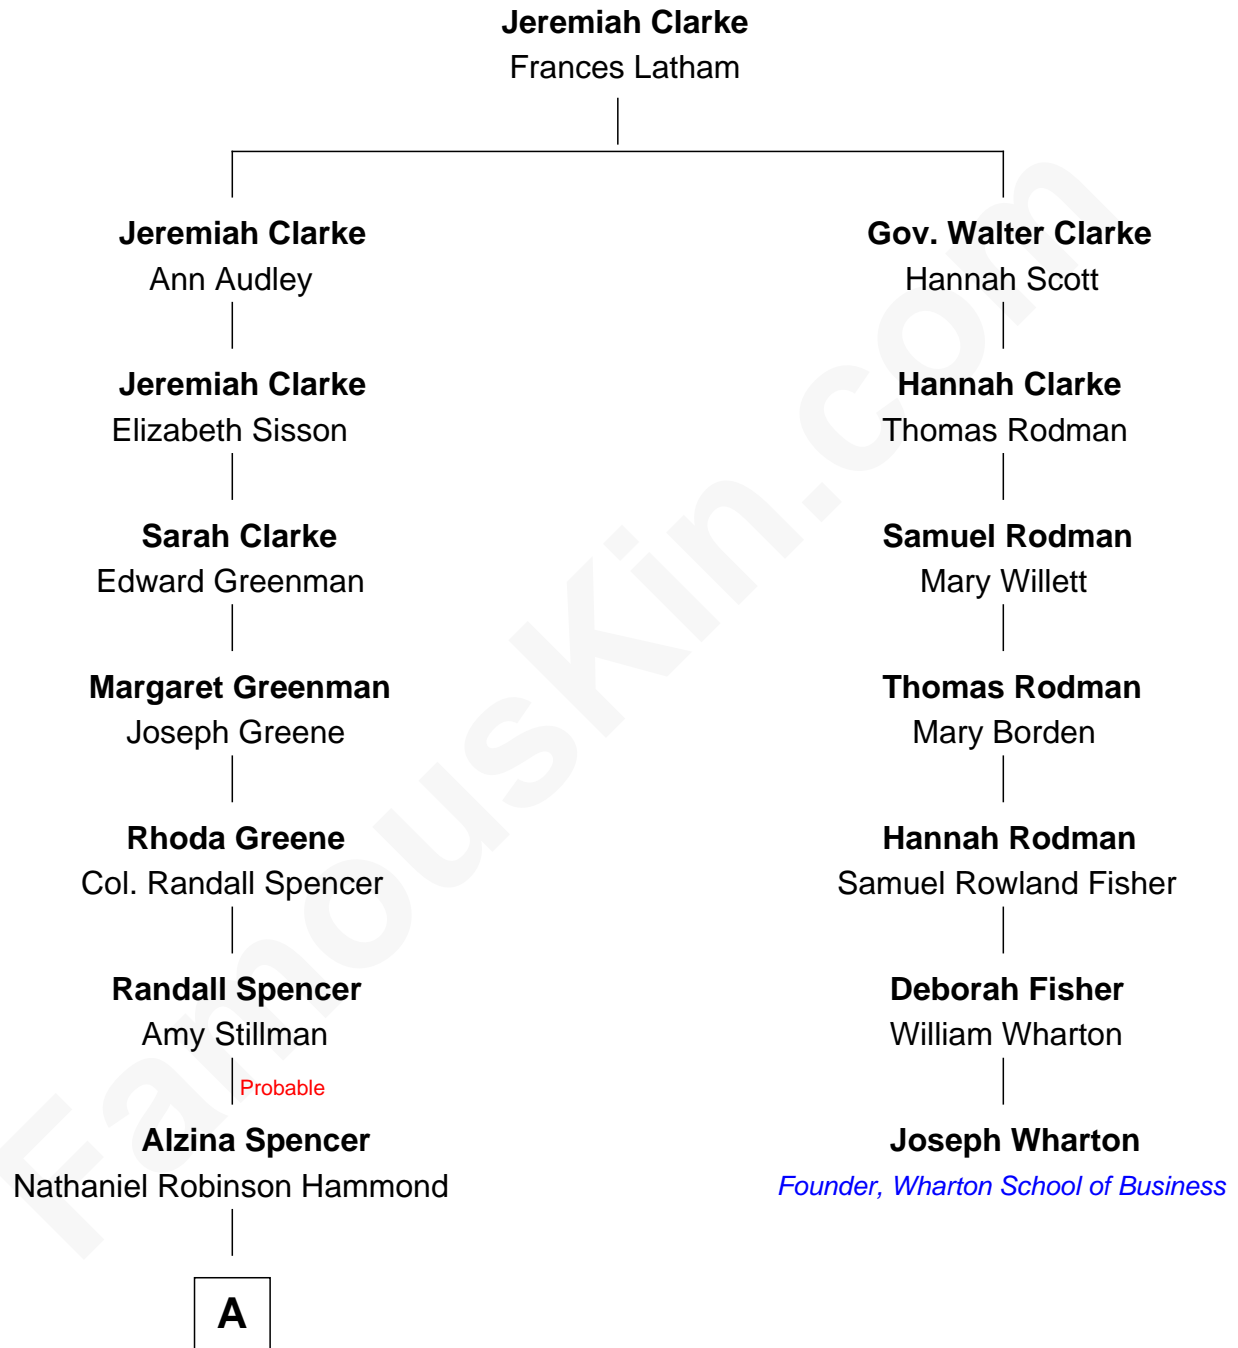 Jeremiah Clarke
Frances Latham
Jeremiah Clarke
Ann Audley
Gov. Walter Clarke
Hannah Scott
Jeremiah Clarke
Elizabeth Sisson
Hannah Clarke
Thomas Rodman
Sarah Clarke
Edward Greenman
Samuel Rodman
Mary Willett
Margaret Greenman
Joseph Greene
Thomas Rodman
Mary Borden
Rhoda Greene
Col. Randall Spencer
Hannah Rodman
Samuel Rowland Fisher
Randall Spencer
Amy Stillman
Deborah Fisher
William Wharton
Probable
Alzina Spencer
Nathaniel Robinson Hammond
Joseph Wharton
Founder, Wharton School of Business
A
FamousKin.com